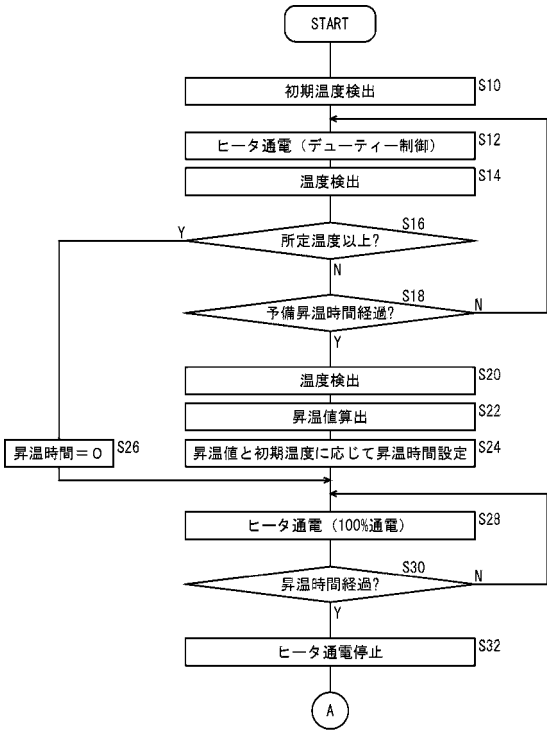 START
初期温度検出
S10
ヒータ通電(デューティー制御)
S12
温度検出
S14
所定温度以上?
S16
Y
N
予備昇温時間経過?
S18
N
Y
温度検出
S20
昇温値算出
S22
昇温値と初期温度に応じて昇温時間設定
S24
昇温時間=0
S26
ヒータ通電(100%通電)
S28
昇温時間経過?
S30
N
Y
ヒータ通電停止
S32
A